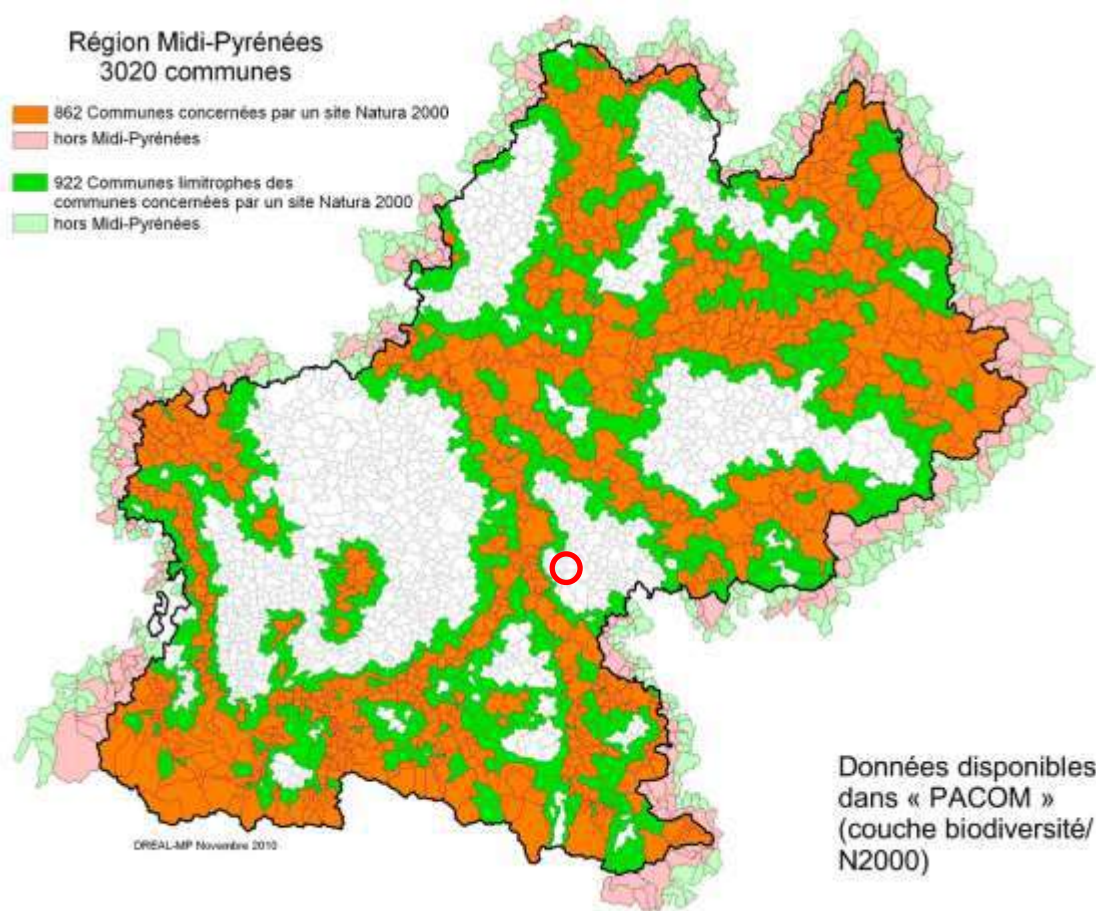 Région Midi-Pyrénées
3020 communes
862 Communes concernées par un site Natura 2000
hors Midi-Pyrénées
922 Communes limitrophes des
communes concernées par un site Natura 2000
hors Midi-Pyrénées
Données disponibles
dans « PACOM »
(couche biodiversité/
N2000)
DREAL-MP Novembre 2010